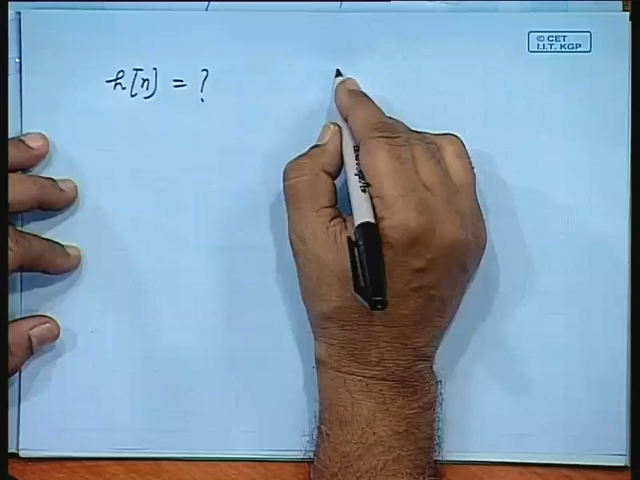 © CET
I.I.T. KGP
h[n] = ?